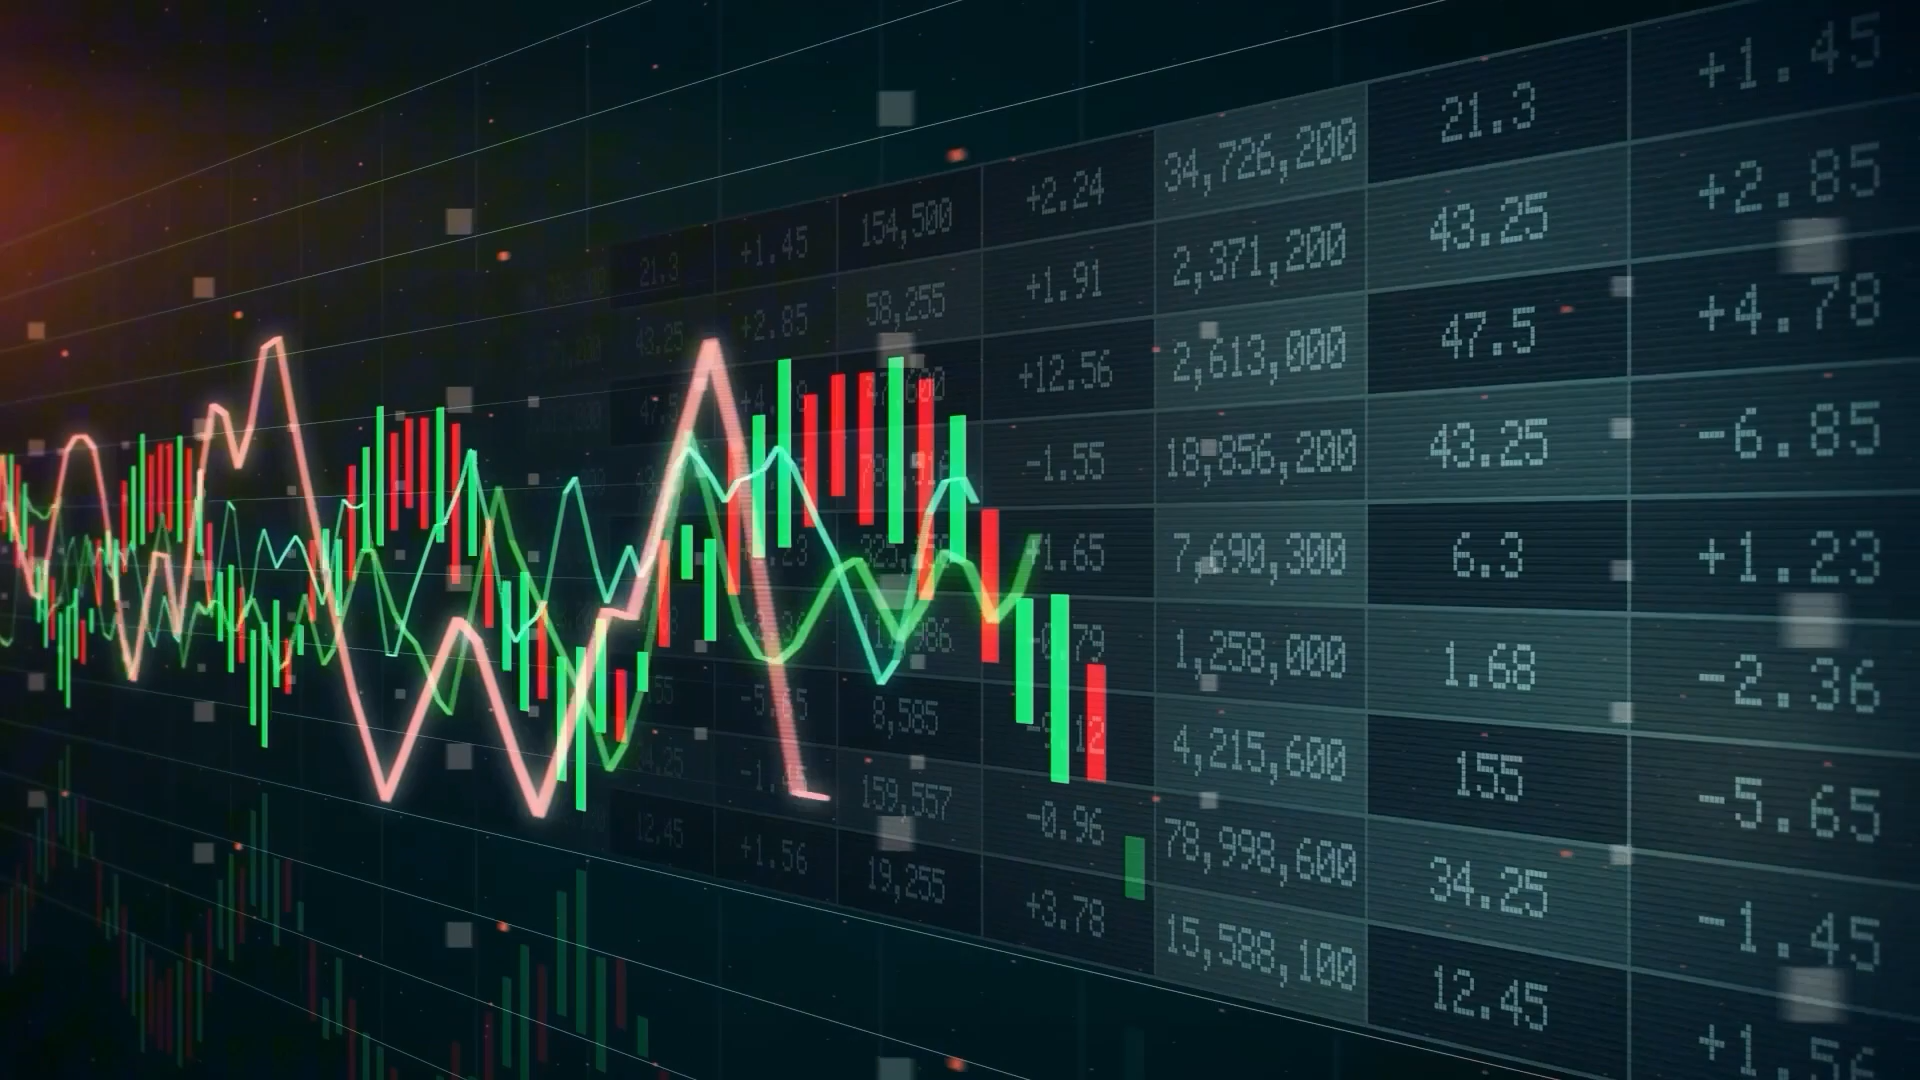 21.3 +1.45 154,500 +2.24 34,726,200 21.3 +1.45
43.25 +2.85 58,255 +1.91 2,371,200 43.25 +2.85
+12.56 2,613,000 47.5 +4.78
-1.55 18,856,200 43.25 -6.85
7,690,300 6.3 +1.23
1,258,000 1.68 -2.36
8,585 4,215,600 155 -5.65
159,557 -0.96 78,998,600 34.25 -1.45
12.45 +1.56 19,255 +3.78 15,588,100 12.45 +1.56